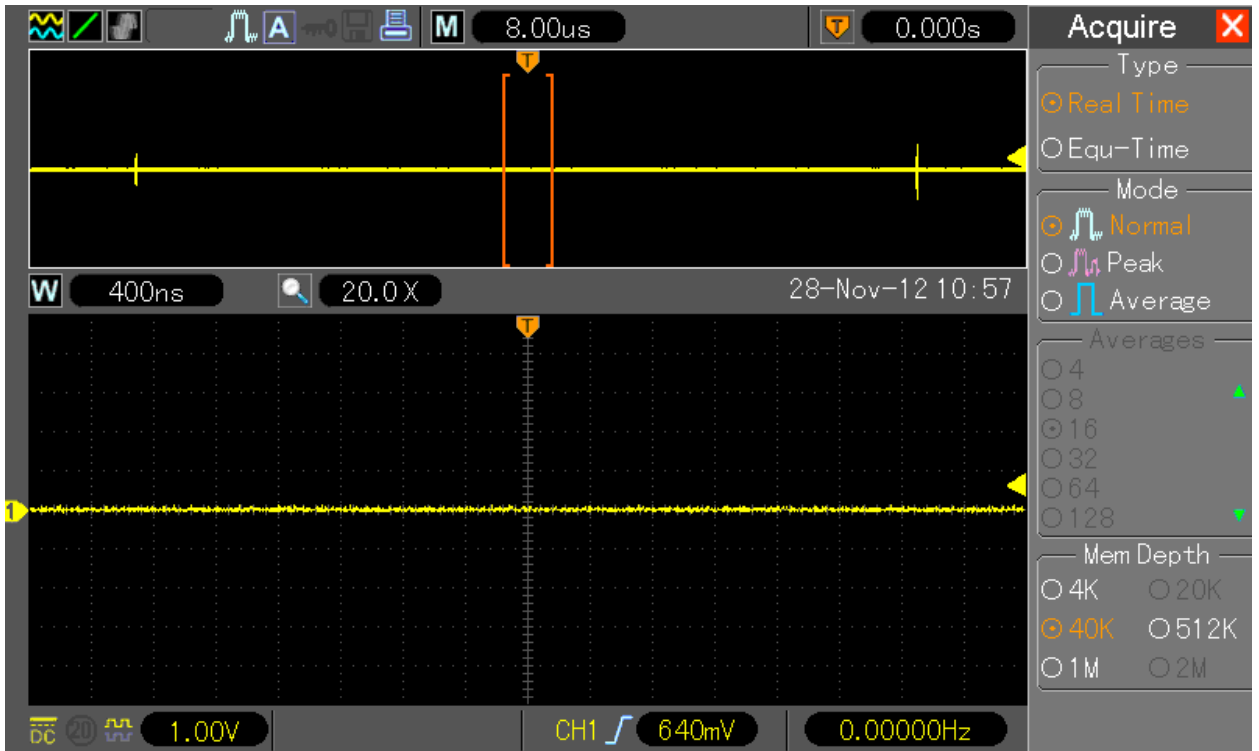 A M 8.00us T 0.000s Acquire X
T
Type
Real Time
Equ-Time
Mode
Normal
Peak
Average
W 400ns 20.0X 28-Nov-12 10:57
T
Averages
4
8
16
32
64
128
1
Mem Depth
4K 20K
40K 512K
1M 2M
DC 20 1.00V CH1 640mV 0.00000Hz